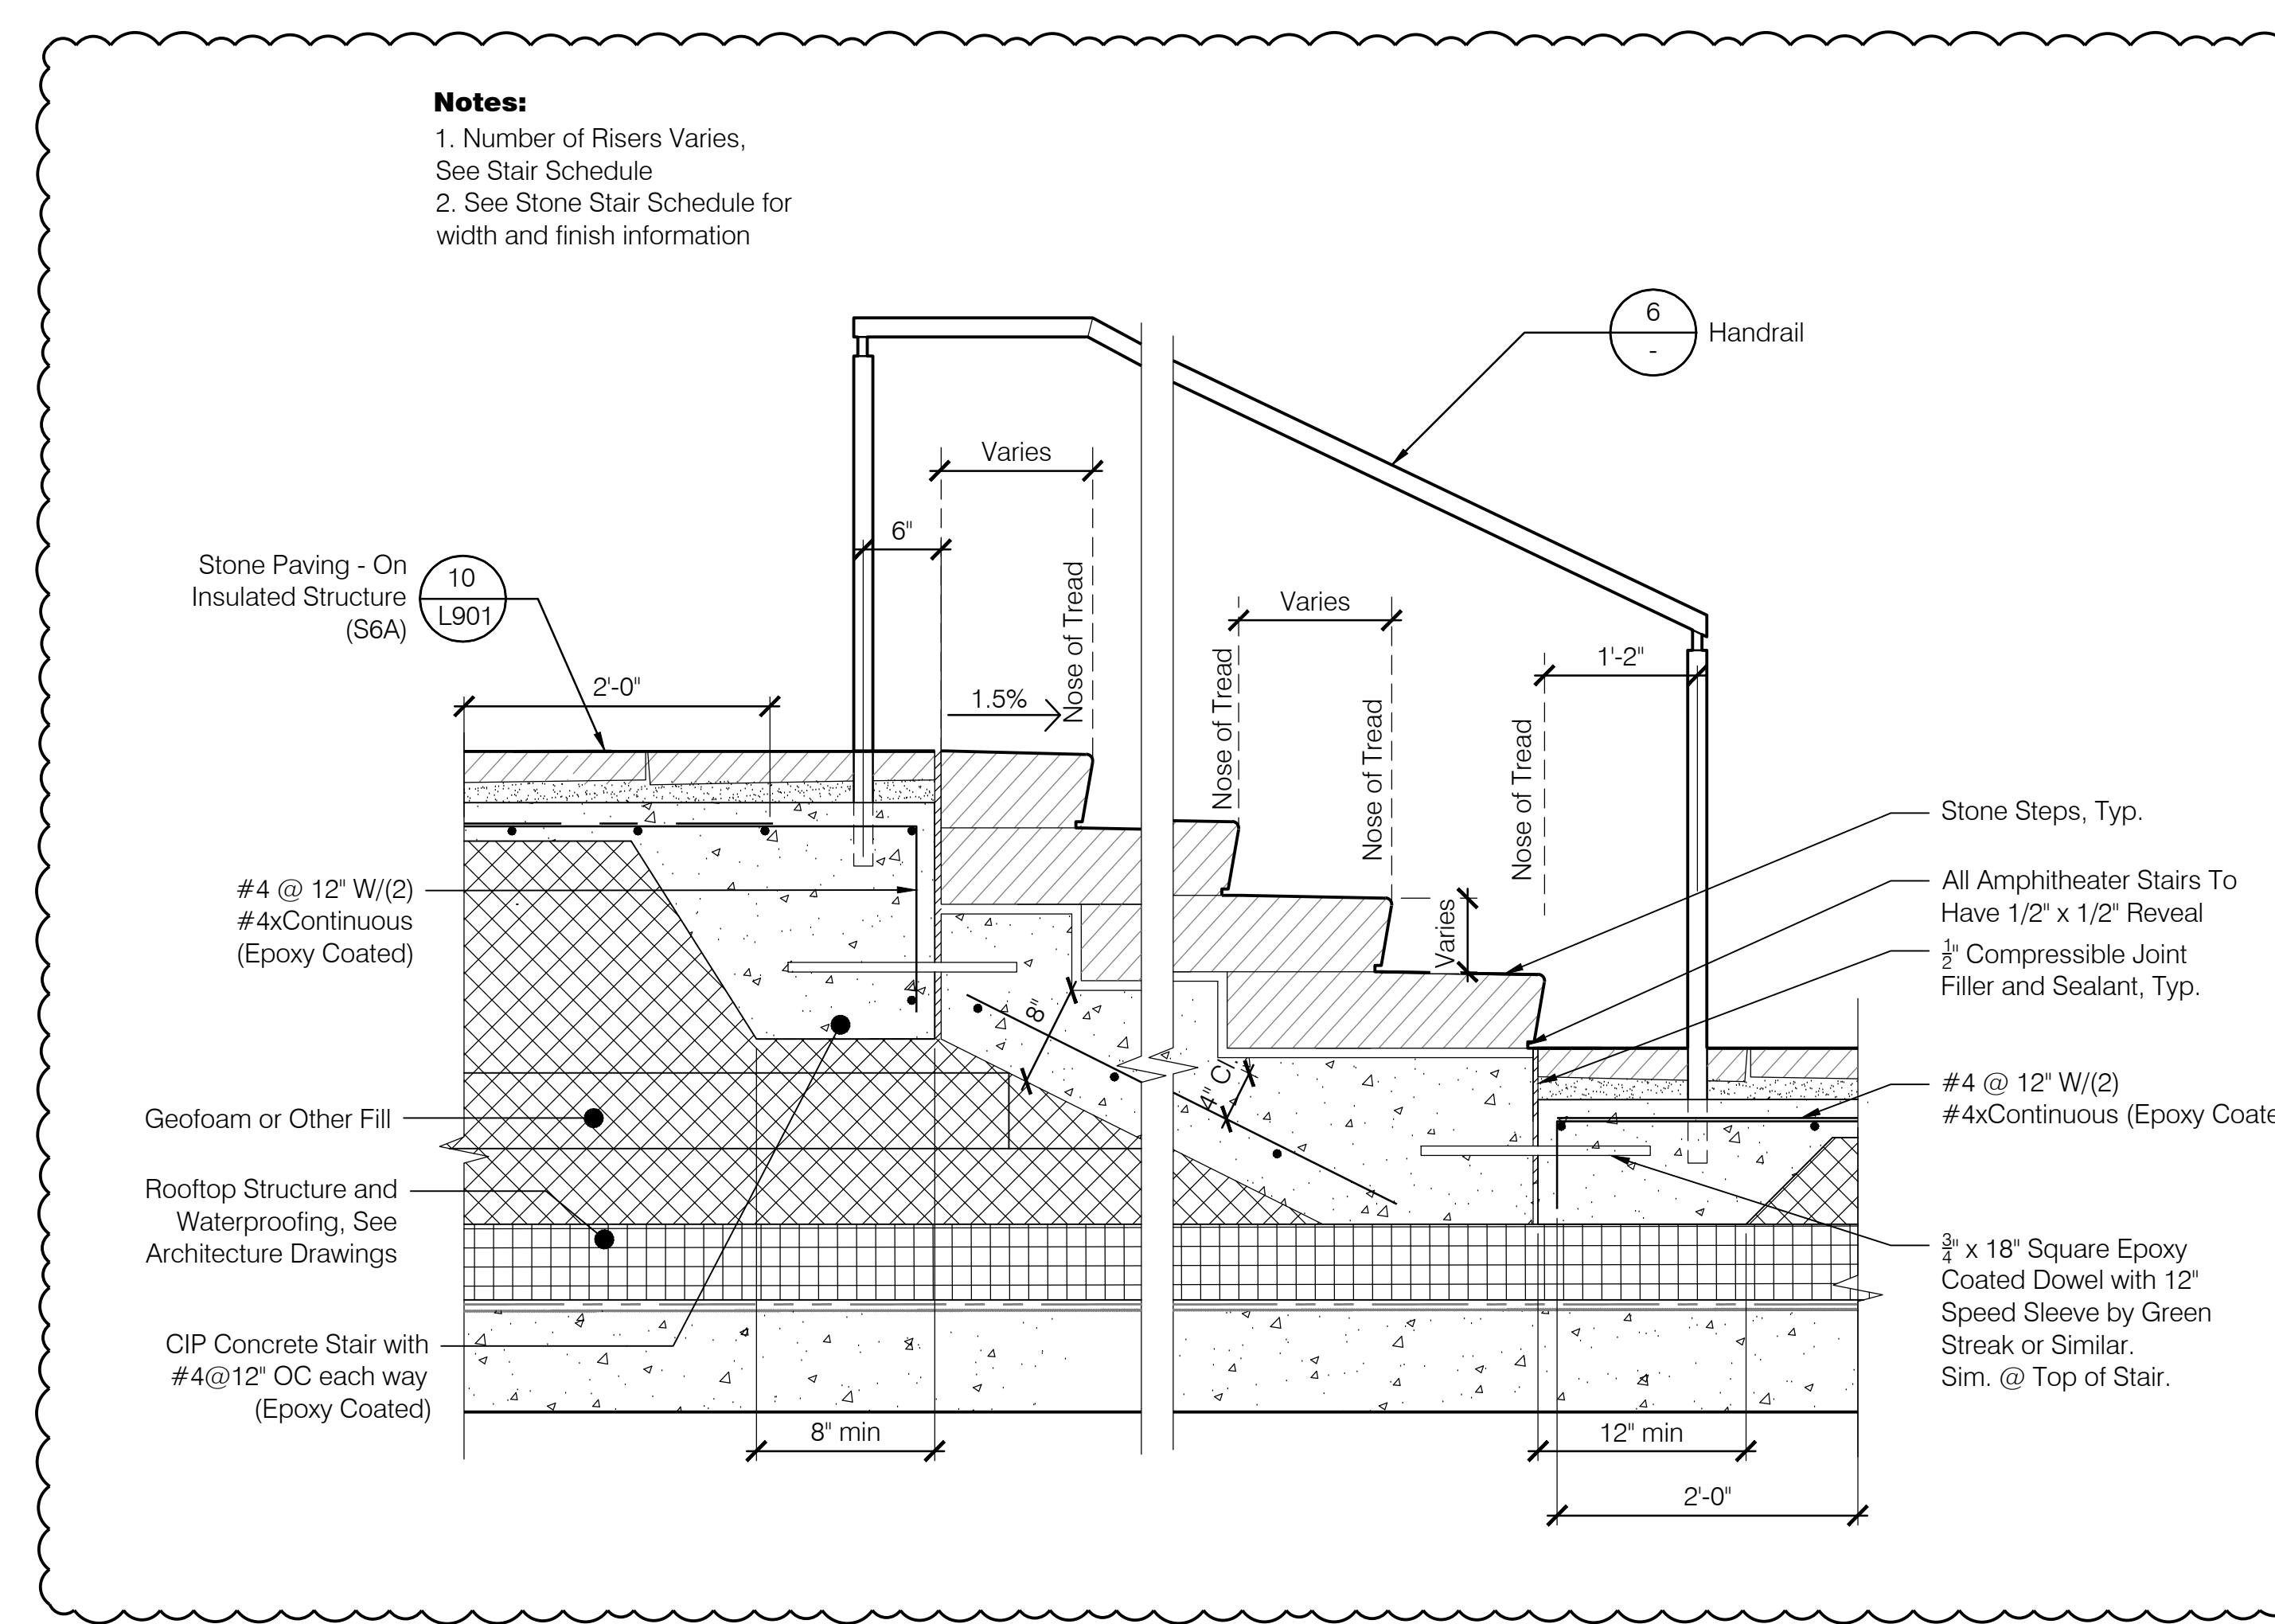 Notes:
1. Number of Risers Varies,
See Stair Schedule
2. See Stone Stair Schedule for
width and finish information
6
-
Handrail
Varies
6"
Stone Paving - On
Insulated Structure
(S6A)
10
L901
2'-0"
1.5%
Nose of Tread
Varies
Nose of Tread
Nose of Tread
1'-2"
Nose of Tread
Varies
Stone Steps, Typ.
All Amphitheater Stairs To
Have 1/2" x 1/2" Reveal
½" Compressible Joint
Filler and Sealant, Typ.
#4 @ 12" W/(2)
#4xContinuous
(Epoxy Coated)
8"
4" Cl.
#4 @ 12" W/(2)
#4xContinuous (Epoxy Coate
Geofoam or Other Fill
Rooftop Structure and
Waterproofing, See
Architecture Drawings
¾" x 18" Square Epoxy
Coated Dowel with 12"
Speed Sleeve by Green
Streak or Similar.
Sim. @ Top of Stair.
CIP Concrete Stair with
#4@12" OC each way
(Epoxy Coated)
8" min
12" min
2'-0"